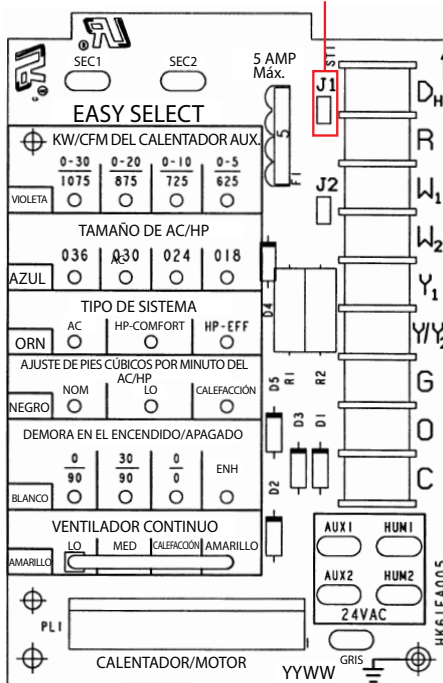 SEC1 SEC2 5 AMP
Máx.
ST1
J1
EASY SELECT
5
F1
J2
KW/CFM DEL CALENTADOR AUX.
0-30 0-20 0-10 0-5
1075 875 725 625
VIOLETA
TAMAÑO DE AC/HP
036 030 024 018
AC
AZUL
TIPO DE SISTEMA
AC HP-COMFORT HP-EFF
ORN
AJUSTE DE PIES CÚBICOS POR MINUTO DEL
AC/HP
NOM LO CALEFACCIÓN
NEGRO
DEMORA EN EL ENCENDIDO/APAGADO
0 30 0 ENH
90 90 0
BLANCO
VENTILADOR CONTINUO
LO MED CALEFACCIÓN AMARILLO
AMARILLO
D4
R1 R2
D5
D3 D1
D2
DH
R
W1
W2
Y1
Y/Y2
G
O
C
AUX1 HUM1
AUX2 HUM2
24VAC
HK61EA005
PL1
CALENTADOR/MOTOR
YYWW
GRIS